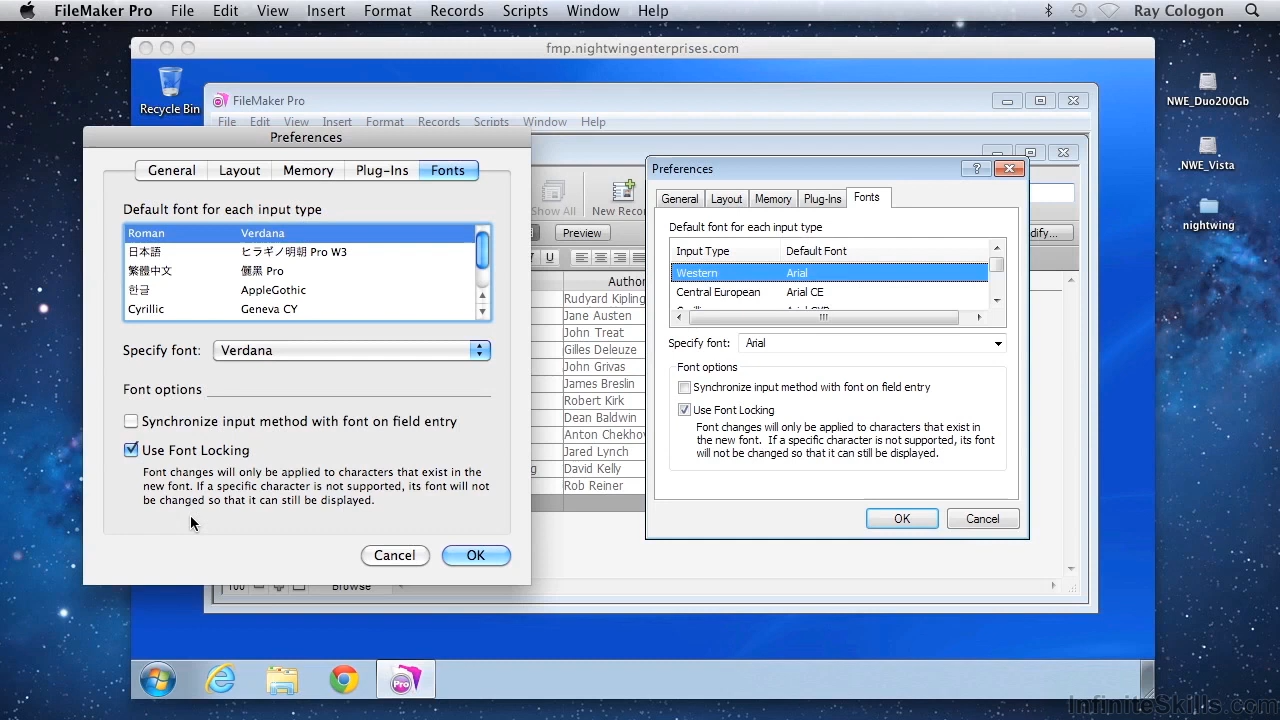 FileMaker Pro File Edit View Insert Format Records Scripts Window Help Ray Cologon
fmp.nightwingenterprises.com
Recycle Bin
FileMaker Pro
File Edit View Insert Format Records Scripts Window Help
NWE_Duo200Gb
NWE_Vista
nightwing
Preferences
General Layout Memory Plug-Ins Fonts
Default font for each input type
Roman Verdana
日本語 ヒラギノ明朝 Pro W3
繁體中文 儷黑 Pro
한글 AppleGothic
Cyrillic Geneva CY
Specify font: Verdana
Font options
Synchronize input method with font on field entry
Use Font Locking
Font changes will only be applied to characters that exist in the
new font. If a specific character is not supported, its font will not
be changed so that it can still be displayed.
Cancel OK
Show All New Recor
Preview
U
Author
Rudyard Kipling
Jane Austen
John Treat
Gilles Deleuze
John Grivas
James Breslin
Robert Kirk
Dean Baldwin
Anton Chekhov
Jared Lynch
David Kelly
Rob Reiner
100 Browse
Preferences
General Layout Memory Plug-Ins Fonts
Default font for each input type
Input Type Default Font
Western Arial
Central European Arial CE
Specify font: Arial
Font options
Synchronize input method with font on field entry
Use Font Locking
Font changes will only be applied to characters that exist in
the new font. If a specific character is not supported, its font
will not be changed so that it can still be displayed.
OK Cancel
Pro
InfiniteSkills.com